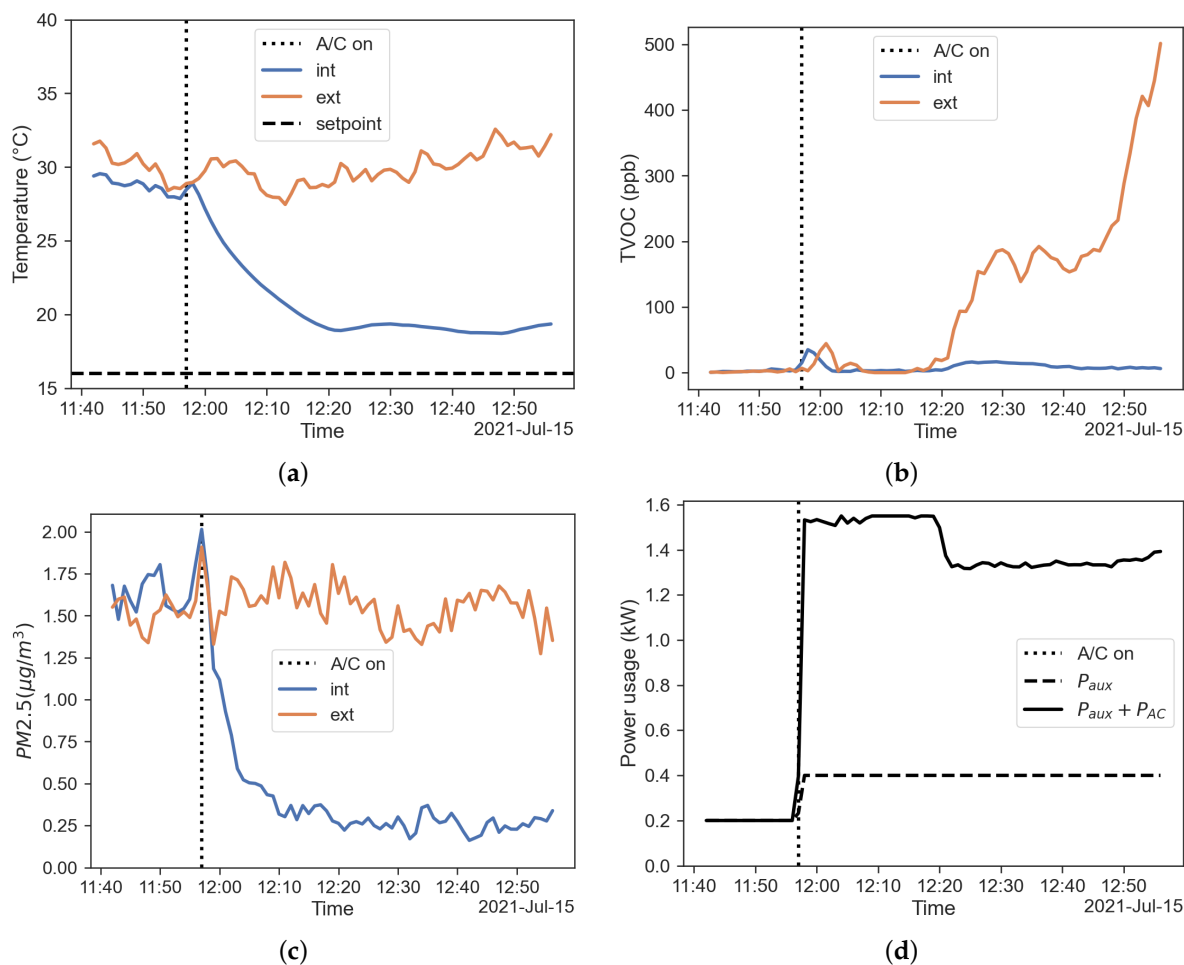 40
35
30
25
20
15
Temperature (°C)
A/C on
int
ext
setpoint
11:40 11:50 12:00 12:10 12:20 12:30 12:40 12:50
Time
2021-Jul-15
(a)
500
400
300
200
100
0
TVOC (ppb)
A/C on
int
ext
11:40 11:50 12:00 12:10 12:20 12:30 12:40 12:50
Time
2021-Jul-15
(b)
2.00
1.75
1.50
1.25
1.00
0.75
0.50
0.25
0.00
PM2.5(μg/m³)
A/C on
int
ext
11:40 11:50 12:00 12:10 12:20 12:30 12:40 12:50
Time
2021-Jul-15
(c)
1.6
1.4
1.2
1.0
0.8
0.6
0.4
0.2
0.0
Power usage (kW)
A/C on
P_aux
P_aux + P_AC
11:40 11:50 12:00 12:10 12:20 12:30 12:40 12:50
Time
2021-Jul-15
(d)